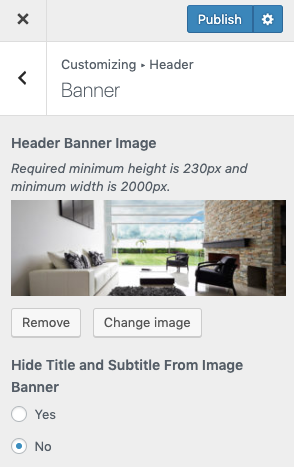 Publish
Customizing ▸ Header
Banner
Header Banner Image
Required minimum height is 230px and
minimum width is 2000px.
Remove
Change image
Hide Title and Subtitle From Image
Banner
Yes
No